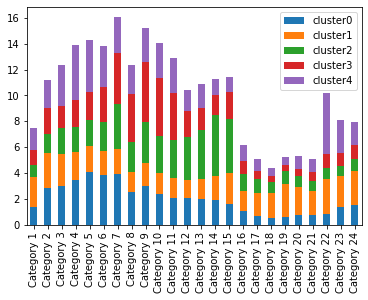 16
14
12
10
8
6
4
2
0
cluster0
cluster1
cluster2
cluster3
cluster4
Category 1
Category 2
Category 3
Category 4
Category 5
Category 6
Category 7
Category 8
Category 9
Category 10
Category 11
Category 12
Category 13
Category 14
Category 15
Category 16
Category 17
Category 18
Category 19
Category 20
Category 21
Category 22
Category 23
Category 24